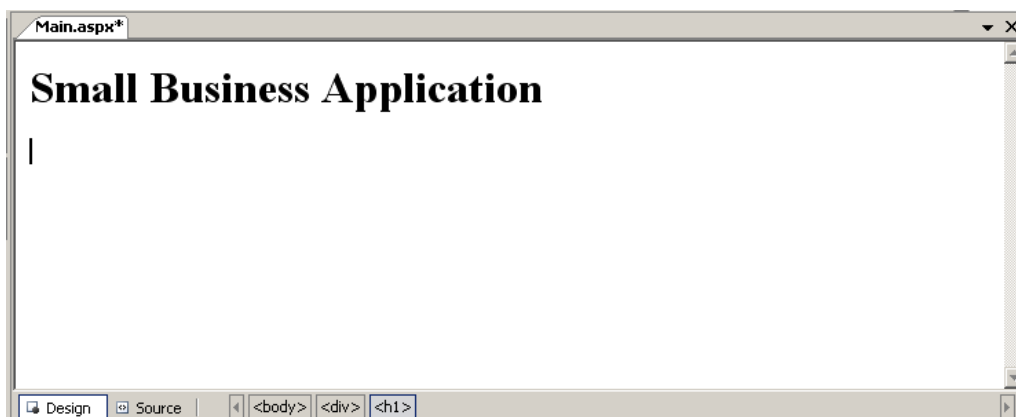 Main.aspx*
Small Business Application
Design Source <body> <div> <h1>